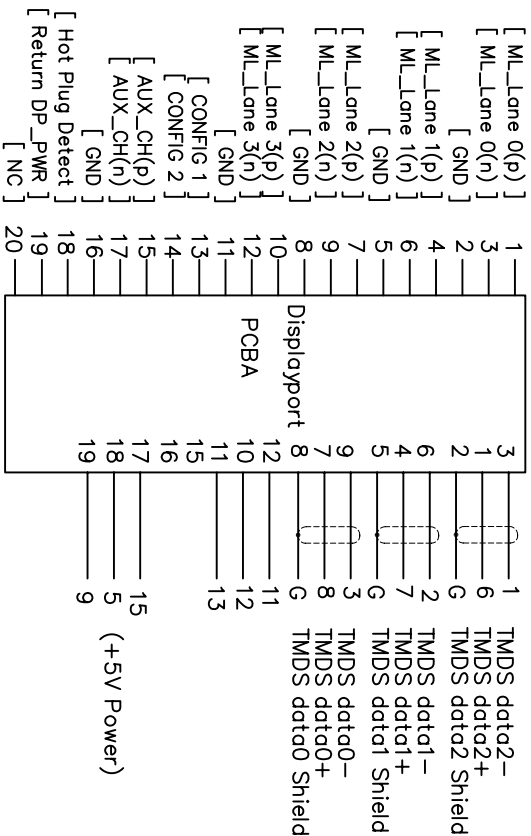 [ ML_Lane 0(p) ] 1 3 1 TMDS data2-
[ ML_Lane 0(n) ] 3 1 6 TMDS data2+
[ GND ] 2 2 G TMDS data2 Shield
[ ML_Lane 1(p) ] 4 6 2 TMDS data1-
[ ML_Lane 1(n) ] 6 4 7 TMDS data1+
[ GND ] 5 5 G TMDS data1 Shield
[ ML_Lane 2(p) ] 7 9 3 TMDS data0-
[ ML_Lane 2(n) ] 9 7 8 TMDS data0+
[ GND ] 8 Displayport 8 G TMDS data0 Shield
[ ML_Lane 3(p) ] 10 12 11
[ ML_Lane 3(n) ] 12 PCBA 10 12
[ GND ] 11 11 13
[ CONFIG 1 ] 13 15
[ CONFIG 2 ] 14 16
[ AUX_CH(p) ] 15 17 15
[ AUX_CH(n) ] 17 18 5 (+5V Power)
[ GND ] 16 19 9
[ Hot Plug Detect ] 18
[ Return DP_PWR ] 19
[ NC ] 20